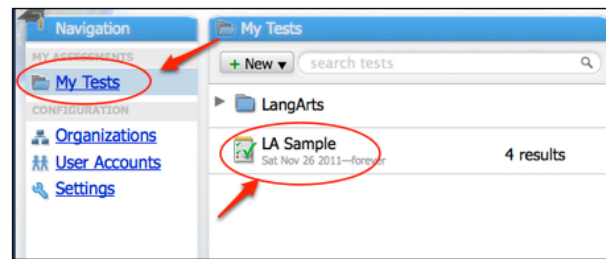 Navigation
MY ASSESSMENTS
My Tests
CONFIGURATION
Organizations
User Accounts
Settings
My Tests
+ New ▼ search tests
LangArts
LA Sample
Sat Nov 26 2011—forever
4 results